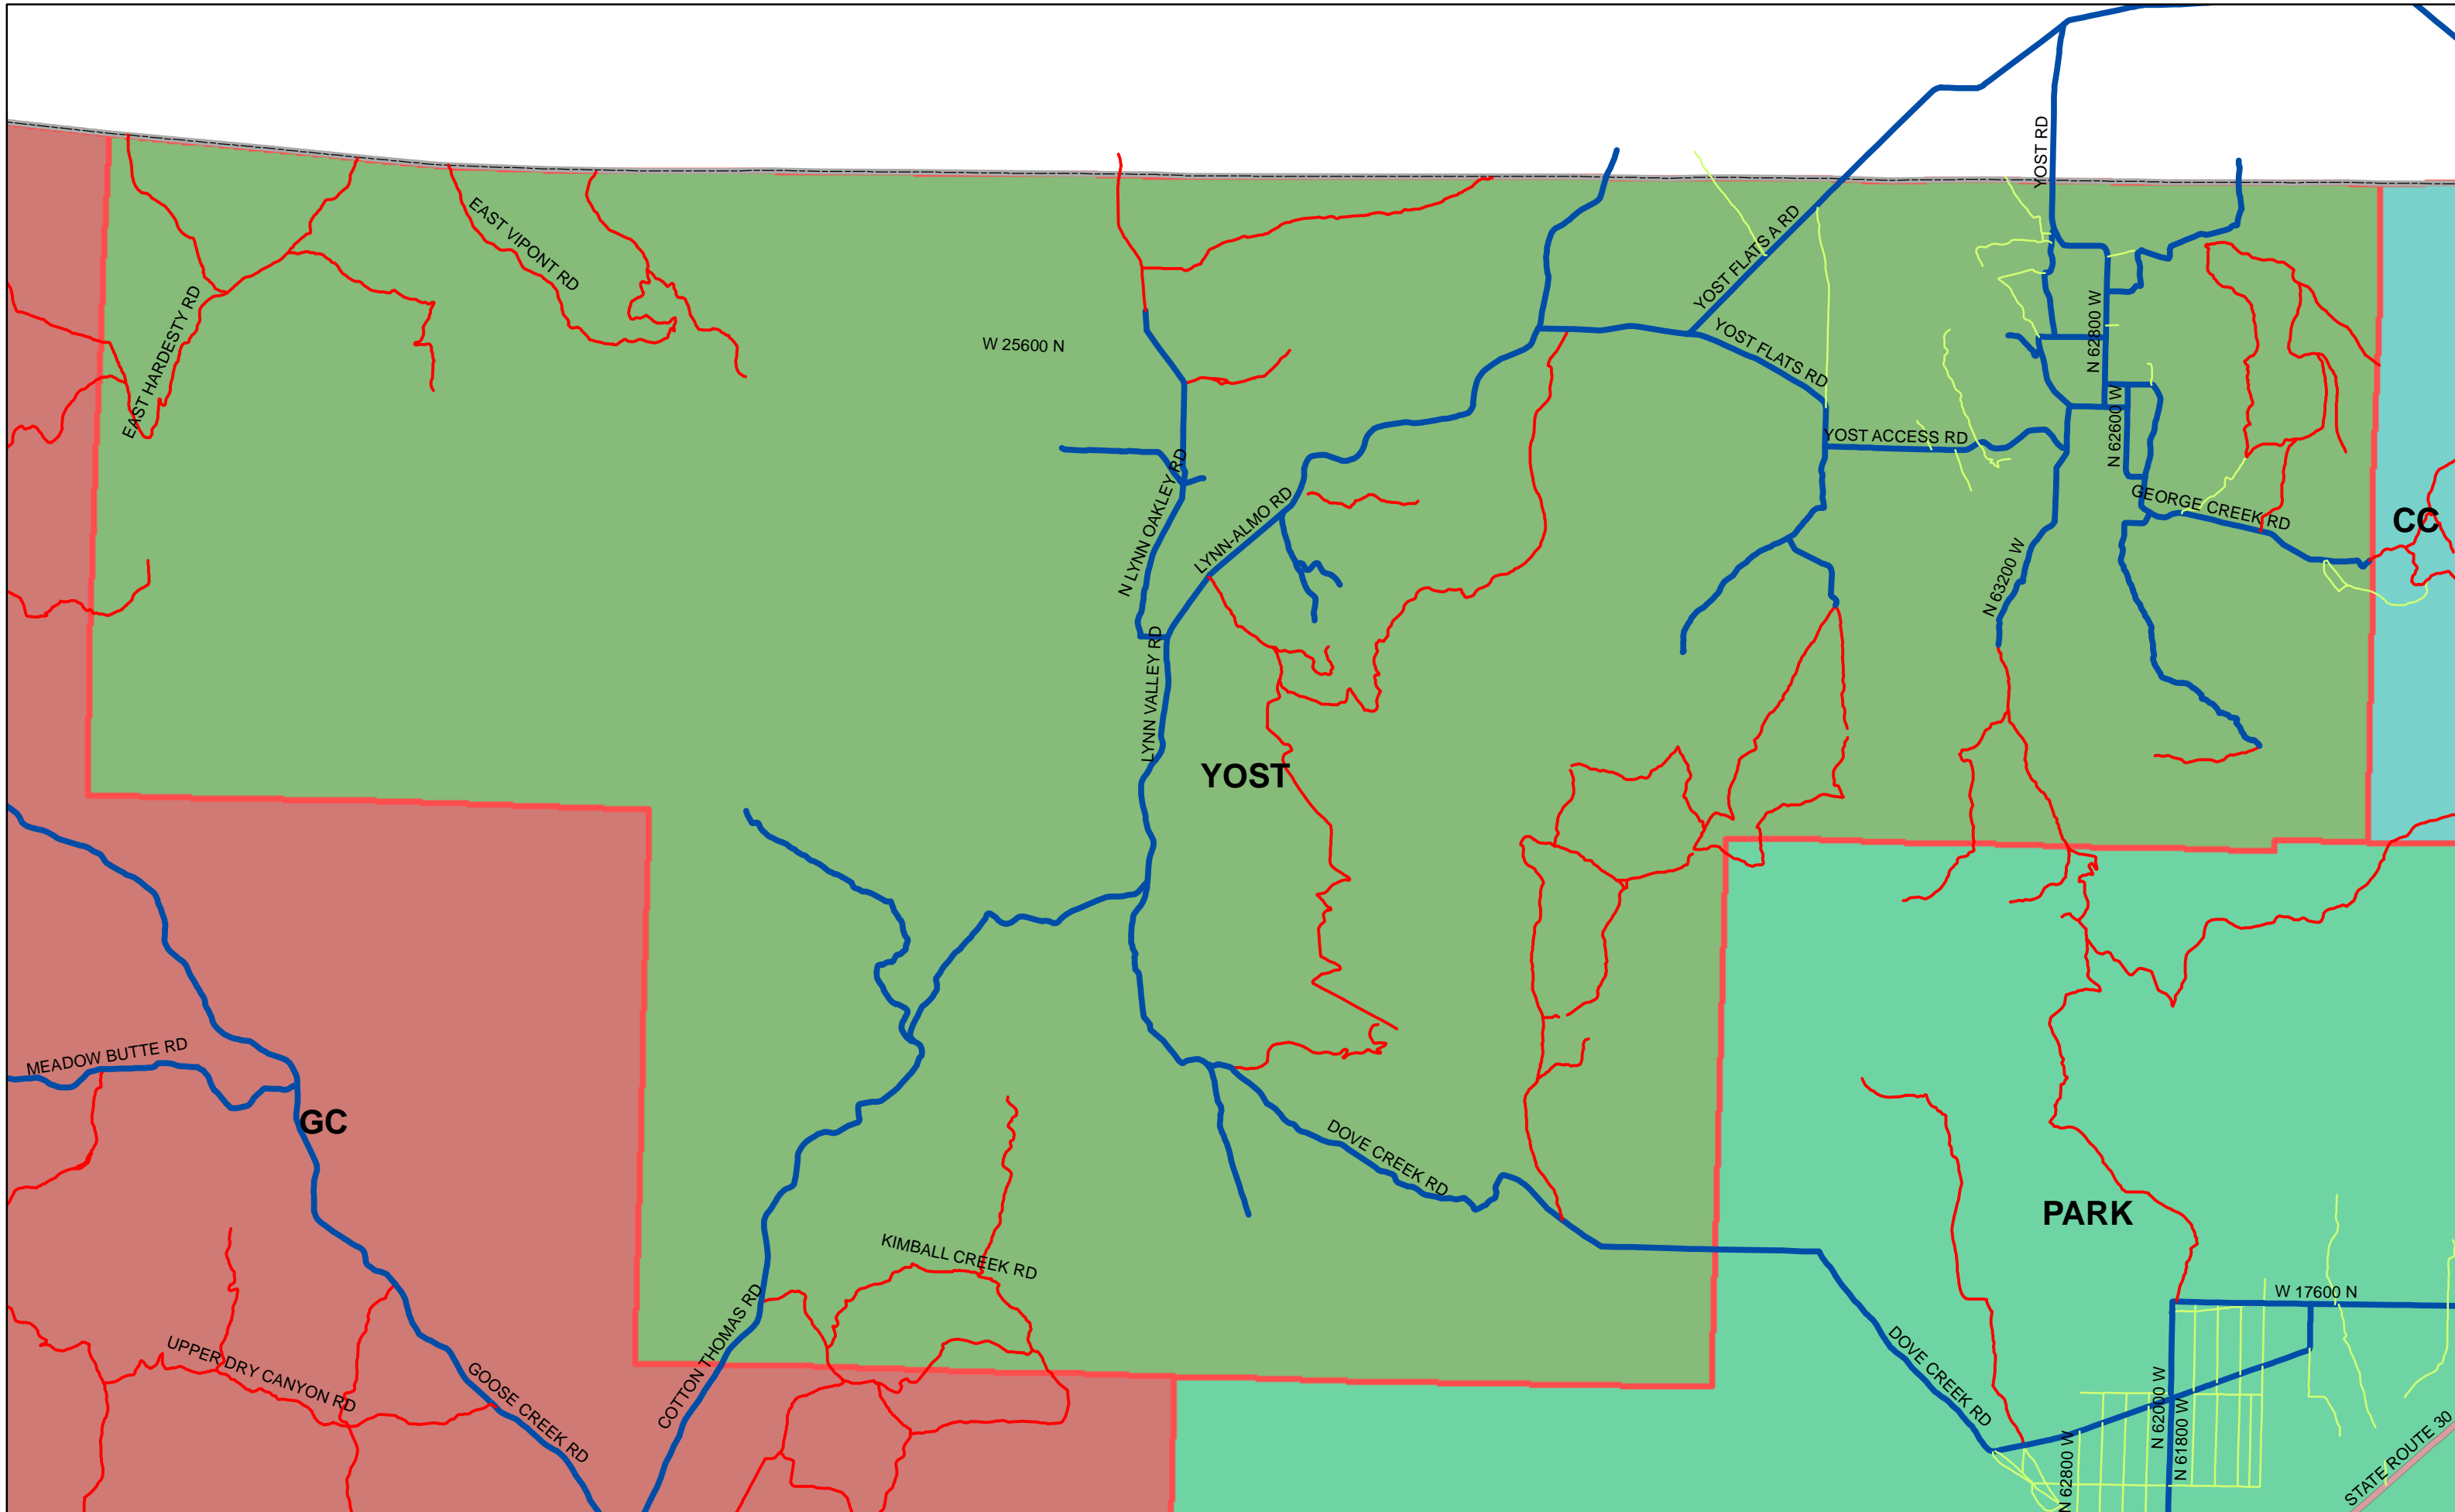 YOST RD
EAST VIPONT RD
YOST FLATS A RD
EAST HARDESTY RD
W 25600 N
YOST FLATS RD
N 62800 W
N 62600 W
YOST ACCESS RD
N LYNN OAKLEY RD
LYNN-ALMO RD
GEORGE CREEK RD
CC
N 63200 W
LYNN VALLEY RD
YOST
MEADOW BUTTE RD
GC
DOVE CREEK RD
PARK
KIMBALL CREEK RD
W 17600 N
COTTON THOMAS RD
UPPER DRY CANYON RD
GOOSE CREEK RD
DOVE CREEK RD
N 62000 W
N 61800 W
N 62800 W
STATE ROUTE 30